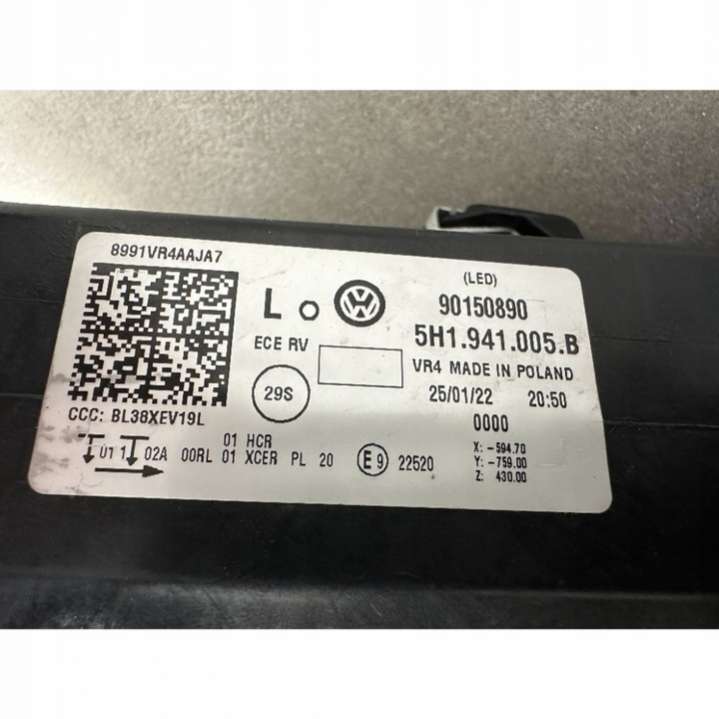 8991VR4AAJA7
(LED)
L
90150890
5H1.941.005.B
ECE RV
VR4 MADE IN POLAND
29S
25/01/22 20:50
CCC: BL38XEV19L
0000
01 HCR
01 1 02A 00RL 01 XCER PL 20 E9 22520
X: -594.70
Y: -759.00
Z: 430.00